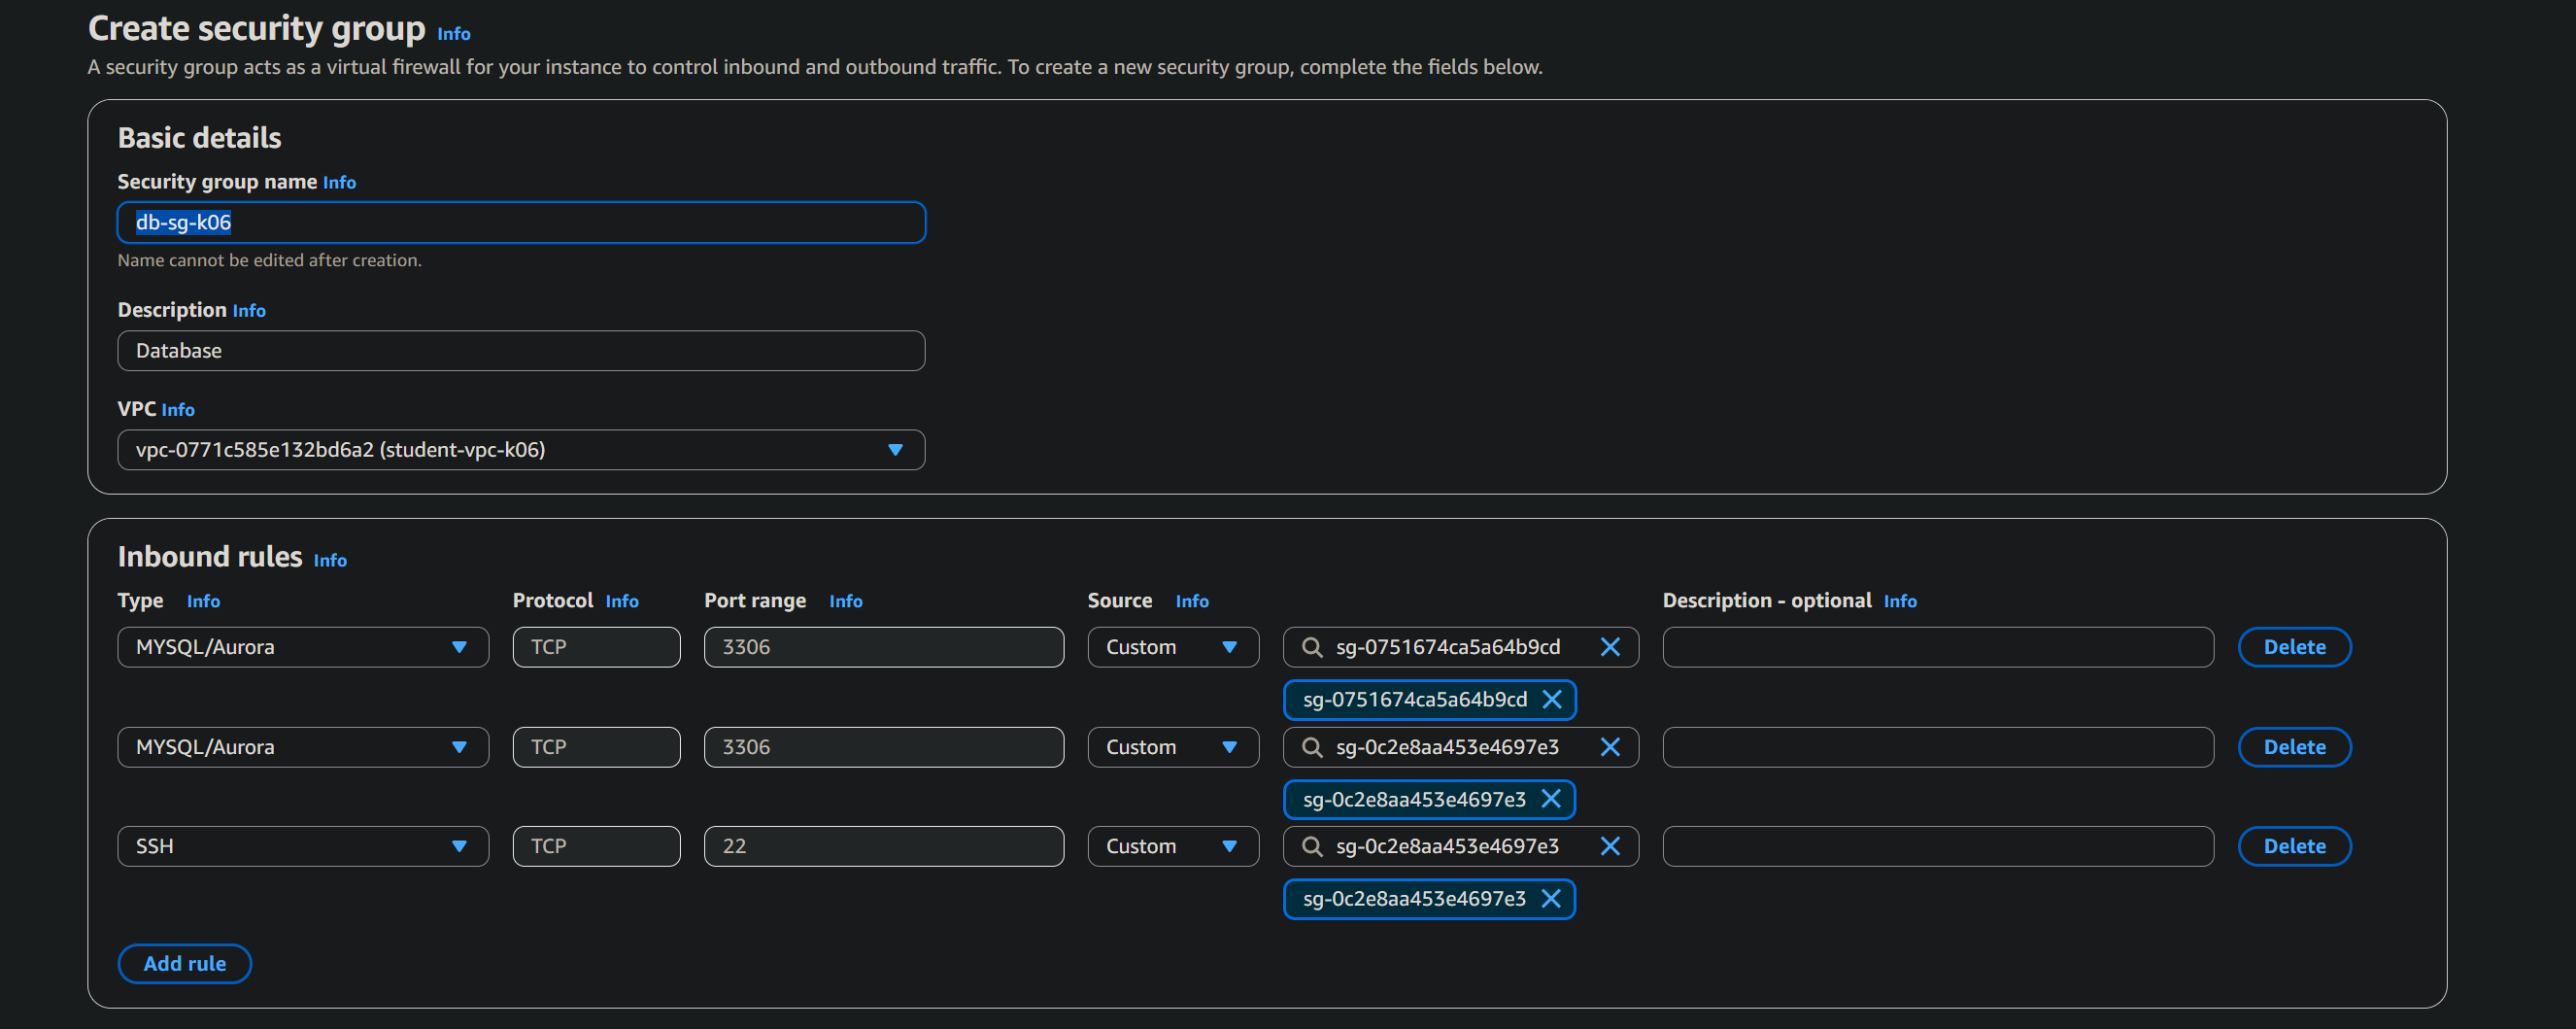 Create security group Info
A security group acts as a virtual firewall for your instance to control inbound and outbound traffic. To create a new security group, complete the fields below.
Basic details
Security group name Info
db-sg-k06
Name cannot be edited after creation.
Description Info
Database
VPC Info
vpc-0771c585e132bd6a2 (student-vpc-k06)
Inbound rules Info
Type Info Protocol Info Port range Info Source Info Description - optional Info
MYSQL/Aurora TCP 3306 Custom sg-0751674ca5a64b9cd Delete
sg-0751674ca5a64b9cd
MYSQL/Aurora TCP 3306 Custom sg-0c2e8aa453e4697e3 Delete
sg-0c2e8aa453e4697e3
SSH TCP 22 Custom sg-0c2e8aa453e4697e3 Delete
sg-0c2e8aa453e4697e3
Add rule